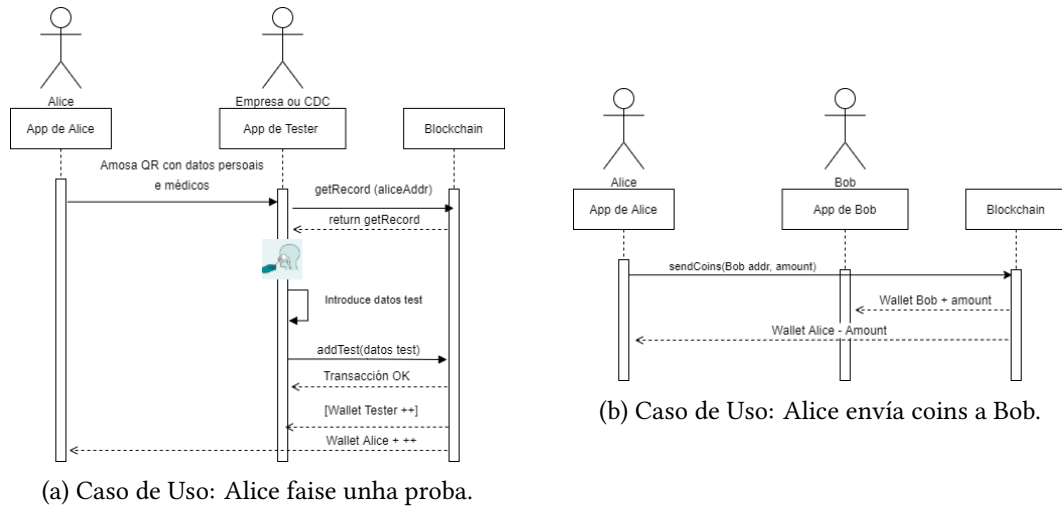 Alice
Empresa ou CDC
App de Alice
App de Tester
Blockchain
Amosa QR con datos persoais
e médicos
getRecord (aliceAddr)
return getRecord
Introduce datos test
addTest(datos test)
Transacción OK
[Wallet Tester ++]
Wallet Alice + ++
(a) Caso de Uso: Alice faise unha proba.
Alice
Bob
App de Alice
App de Bob
Blockchain
sendCoins(Bob addr, amount)
Wallet Bob + amount
Wallet Alice - Amount
(b) Caso de Uso: Alice envía coins a Bob.